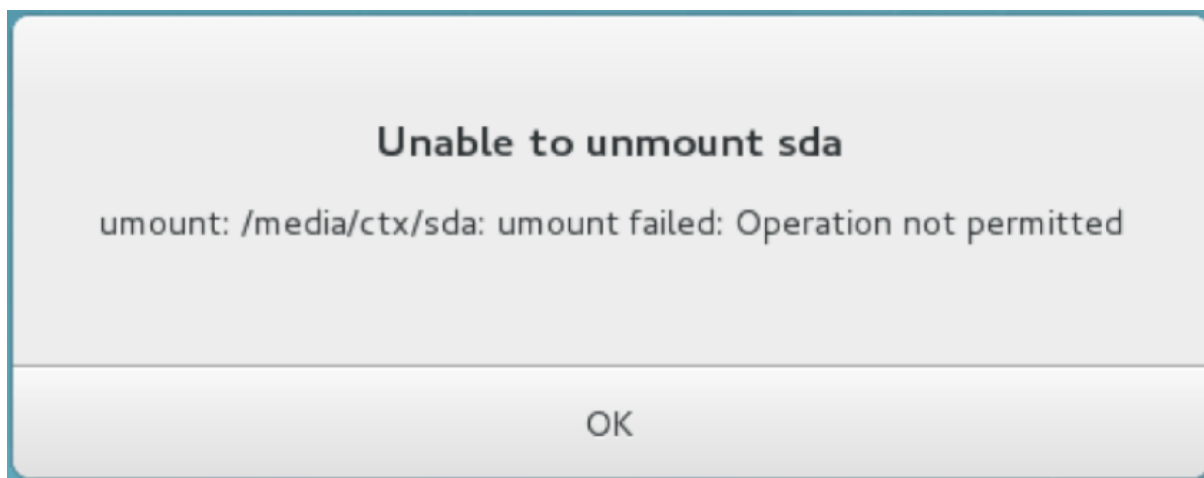 Unable to unmount sda
umount: /media/ctx/sda: umount failed: Operation not permitted
OK